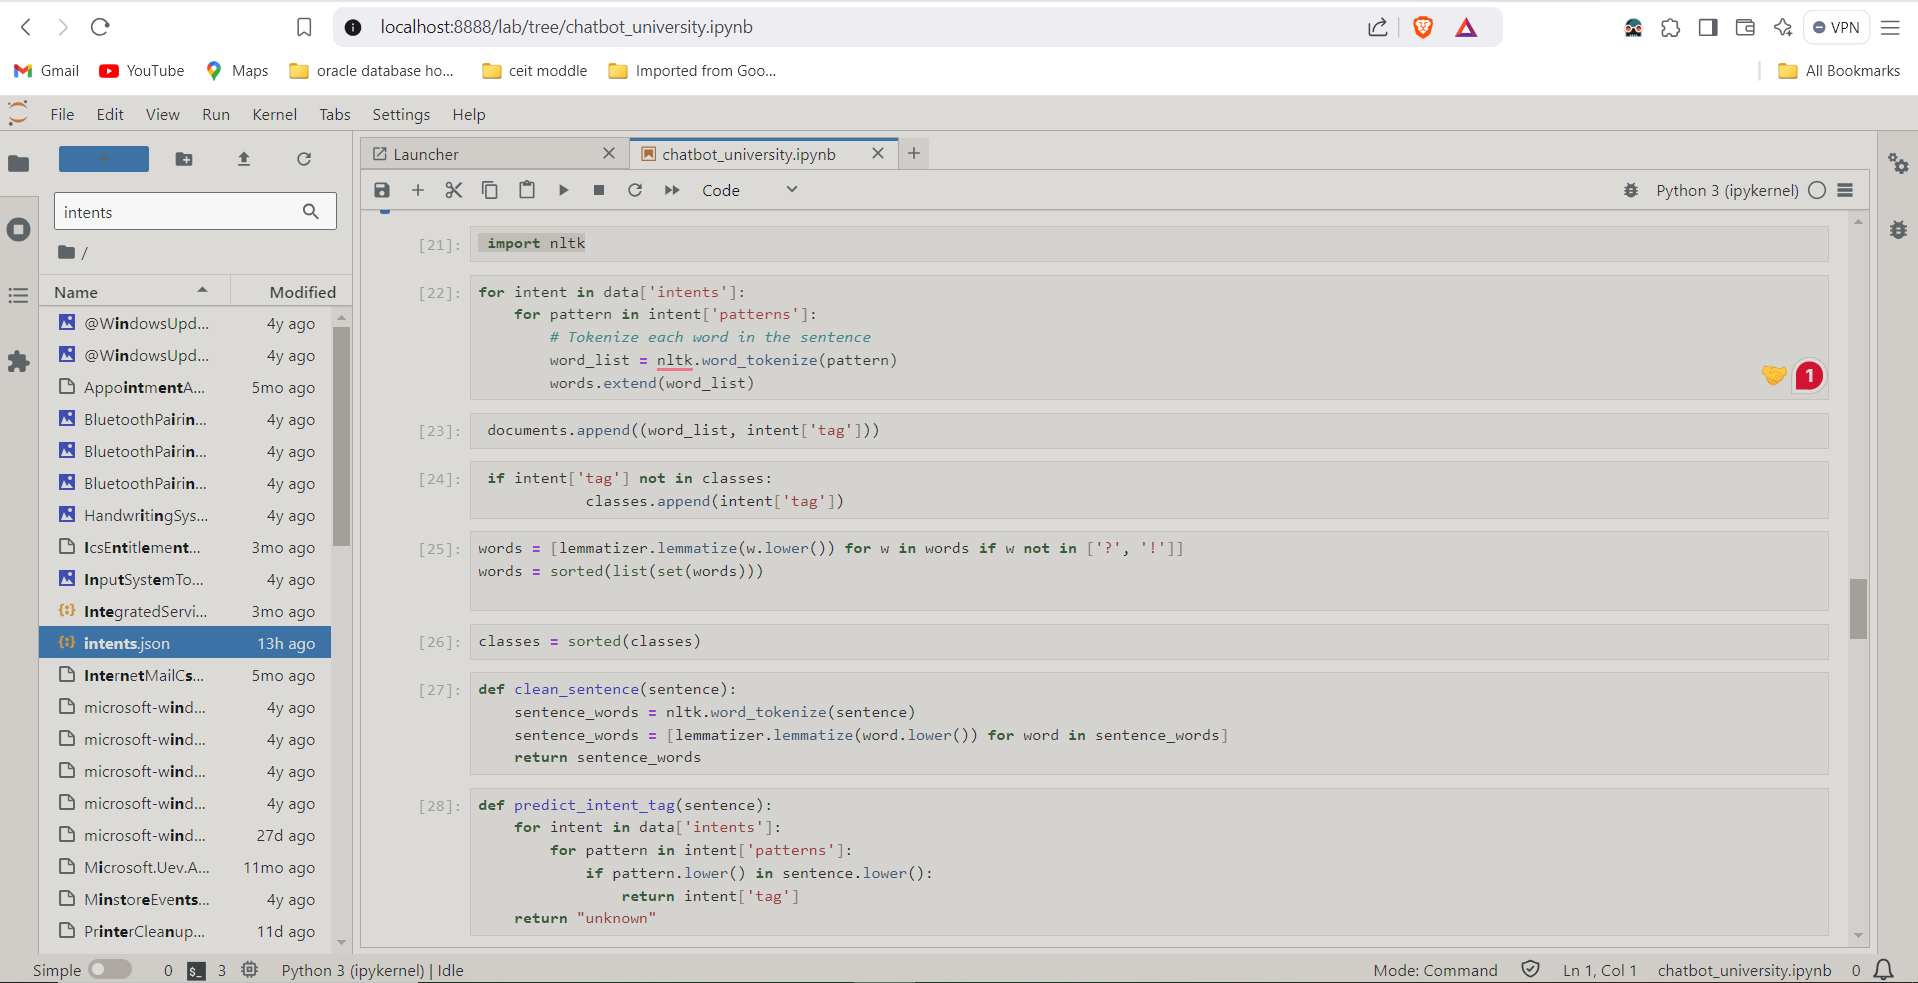 localhost:8888/lab/tree/chatbot_university.ipynb
VPN
Gmail YouTube Maps oracle database ho... ceit moddle Imported from Goo... All Bookmarks
File Edit View Run Kernel Tabs Settings Help
+
intents
/
Name Modified
@WindowsUpd... 4y ago
@WindowsUpd... 4y ago
AppointmentA... 5mo ago
BluetoothPairin... 4y ago
BluetoothPairin... 4y ago
BluetoothPairin... 4y ago
HandwritingSys... 4y ago
IcsEntitlement... 3mo ago
InputSystemTo... 4y ago
IntegratedServi... 3mo ago
intents.json 13h ago
InternetMailCs... 5mo ago
microsoft-wind... 4y ago
microsoft-wind... 4y ago
microsoft-wind... 4y ago
microsoft-wind... 4y ago
microsoft-wind... 27d ago
Microsoft.Uev.A... 11mo ago
MinstoreEvents... 4y ago
PrinterCleanup... 11d ago
Launcher chatbot_university.ipynb
Code Python 3 (ipykernel)
[21]: import nltk
[22]: for intent in data['intents']:
    for pattern in intent['patterns']:
        # Tokenize each word in the sentence
        word_list = nltk.word_tokenize(pattern)
        words.extend(word_list)
1
[23]: documents.append((word_list, intent['tag']))
[24]: if intent['tag'] not in classes:
            classes.append(intent['tag'])
[25]: words = [lemmatizer.lemmatize(w.lower()) for w in words if w not in ['?', '!']]
words = sorted(list(set(words)))
[26]: classes = sorted(classes)
[27]: def clean_sentence(sentence):
    sentence_words = nltk.word_tokenize(sentence)
    sentence_words = [lemmatizer.lemmatize(word.lower()) for word in sentence_words]
    return sentence_words
[28]: def predict_intent_tag(sentence):
    for intent in data['intents']:
        for pattern in intent['patterns']:
            if pattern.lower() in sentence.lower():
                return intent['tag']
    return "unknown"
Simple 0 $_ 3 Python 3 (ipykernel) | Idle Mode: Command Ln 1, Col 1 chatbot_university.ipynb 0